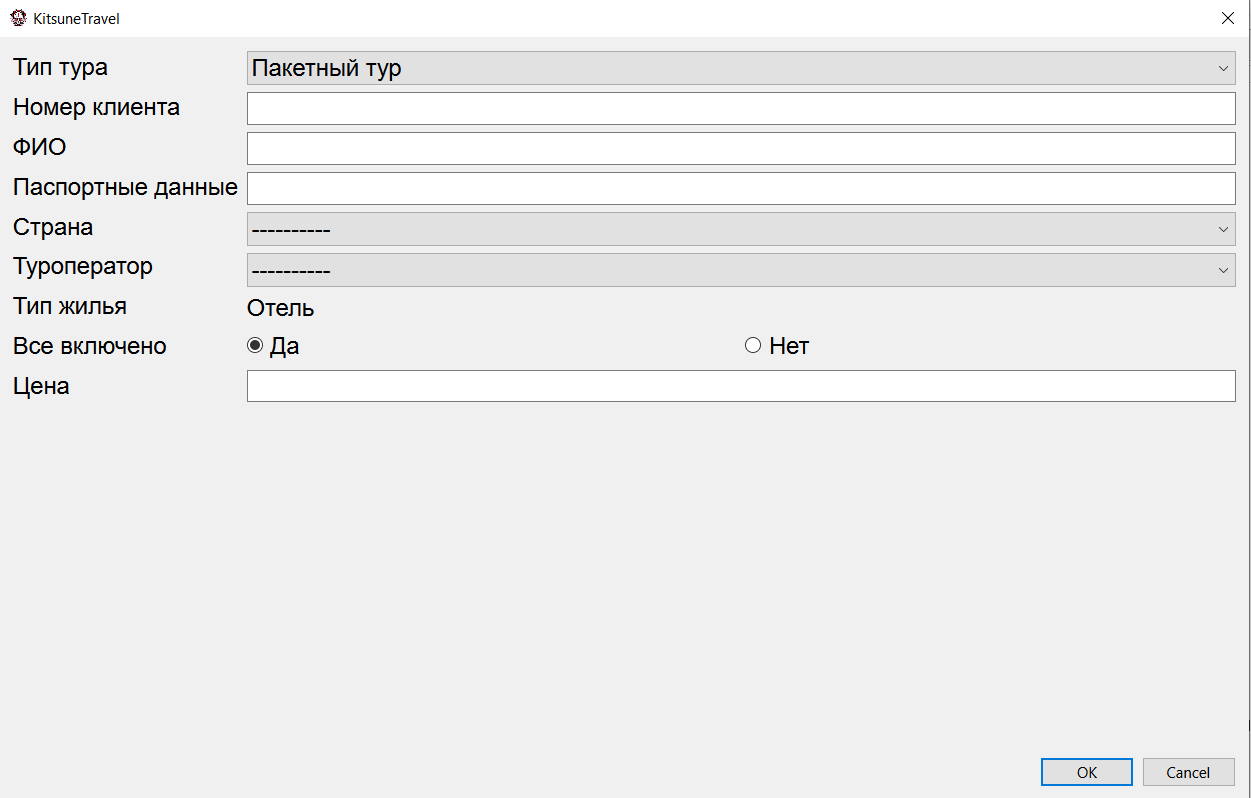 KitsuneTravel
Тип тура Пакетный тур
Номер клиента
ФИО
Паспортные данные
Страна ----------
Туроператор ----------
Тип жилья Отель
Все включено Да Нет
Цена
OK Cancel